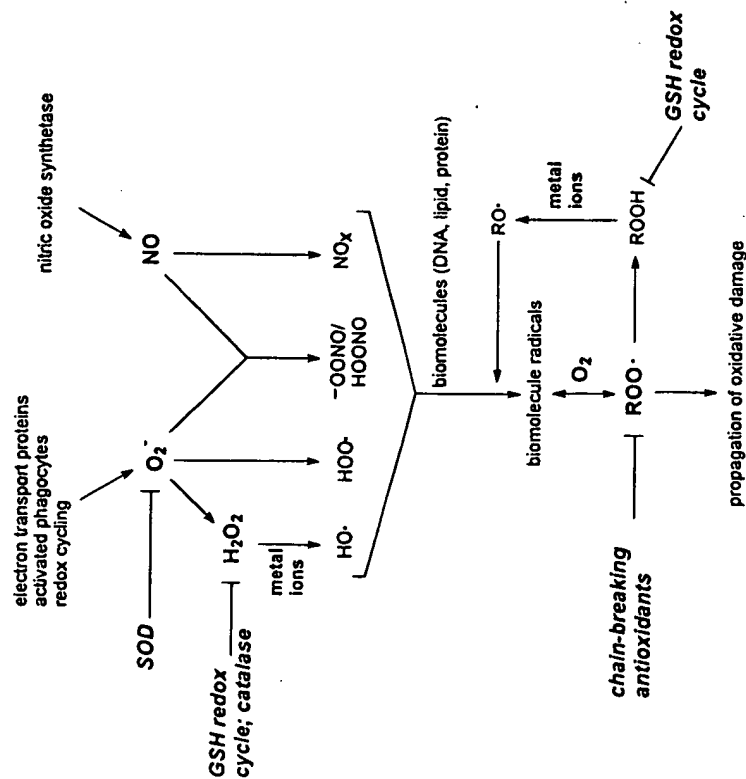 electron transport proteins
activated phagocytes
redox cycling
nitric oxide synthetase
SOD
O₂⁻
NO
GSH redox
cycle; catalase
H₂O₂
metal
ions
HO·
HOO·
⁻OONO/
HOONO
NOₓ
biomolecules (DNA, lipid, protein)
biomolecule radicals
RO·
O₂
metal
ions
chain-breaking
antioxidants
ROO·
ROOH
GSH redox
cycle
propagation of oxidative damage